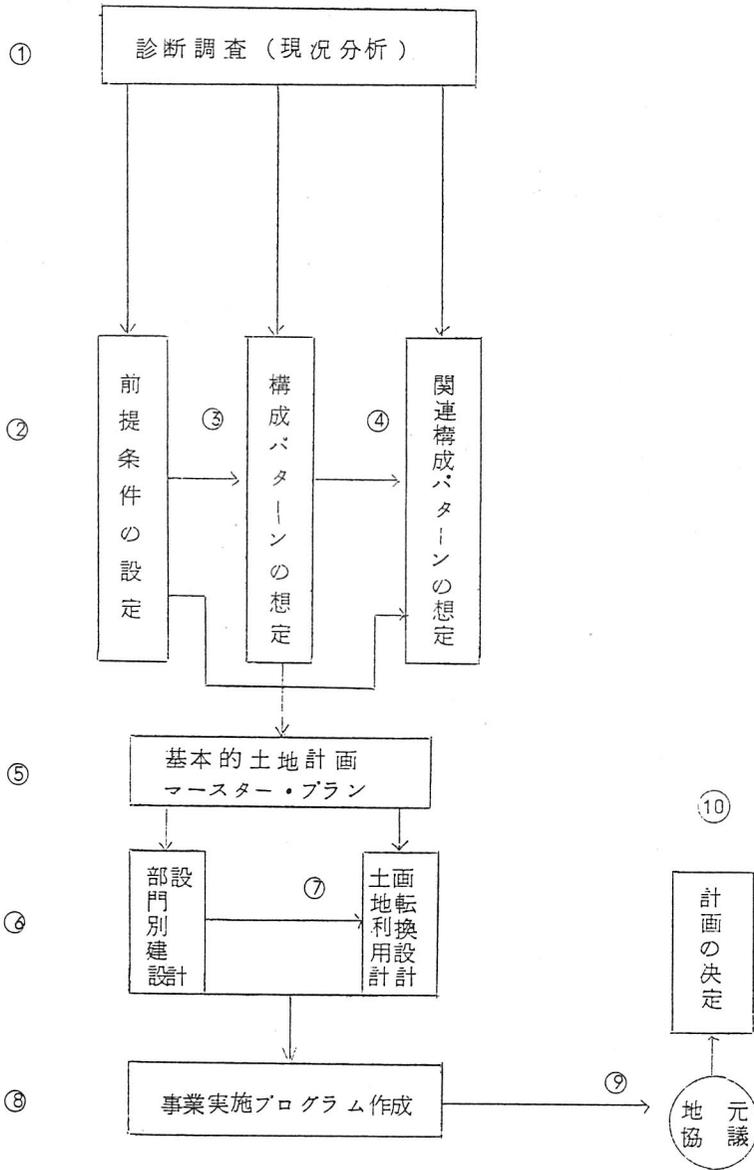 ①
診断調査(現況分析)
②
前提条件の設定
③
構成パターンの想定
④
関連構成パターンの想定
⑤
基本的土地計画
マースター・プラン
⑥
部門別建設
設計
⑦
土地利用計
画転換設計
⑧
事業実施プログラム作成
⑨
地元
協議
⑩
計画の決定